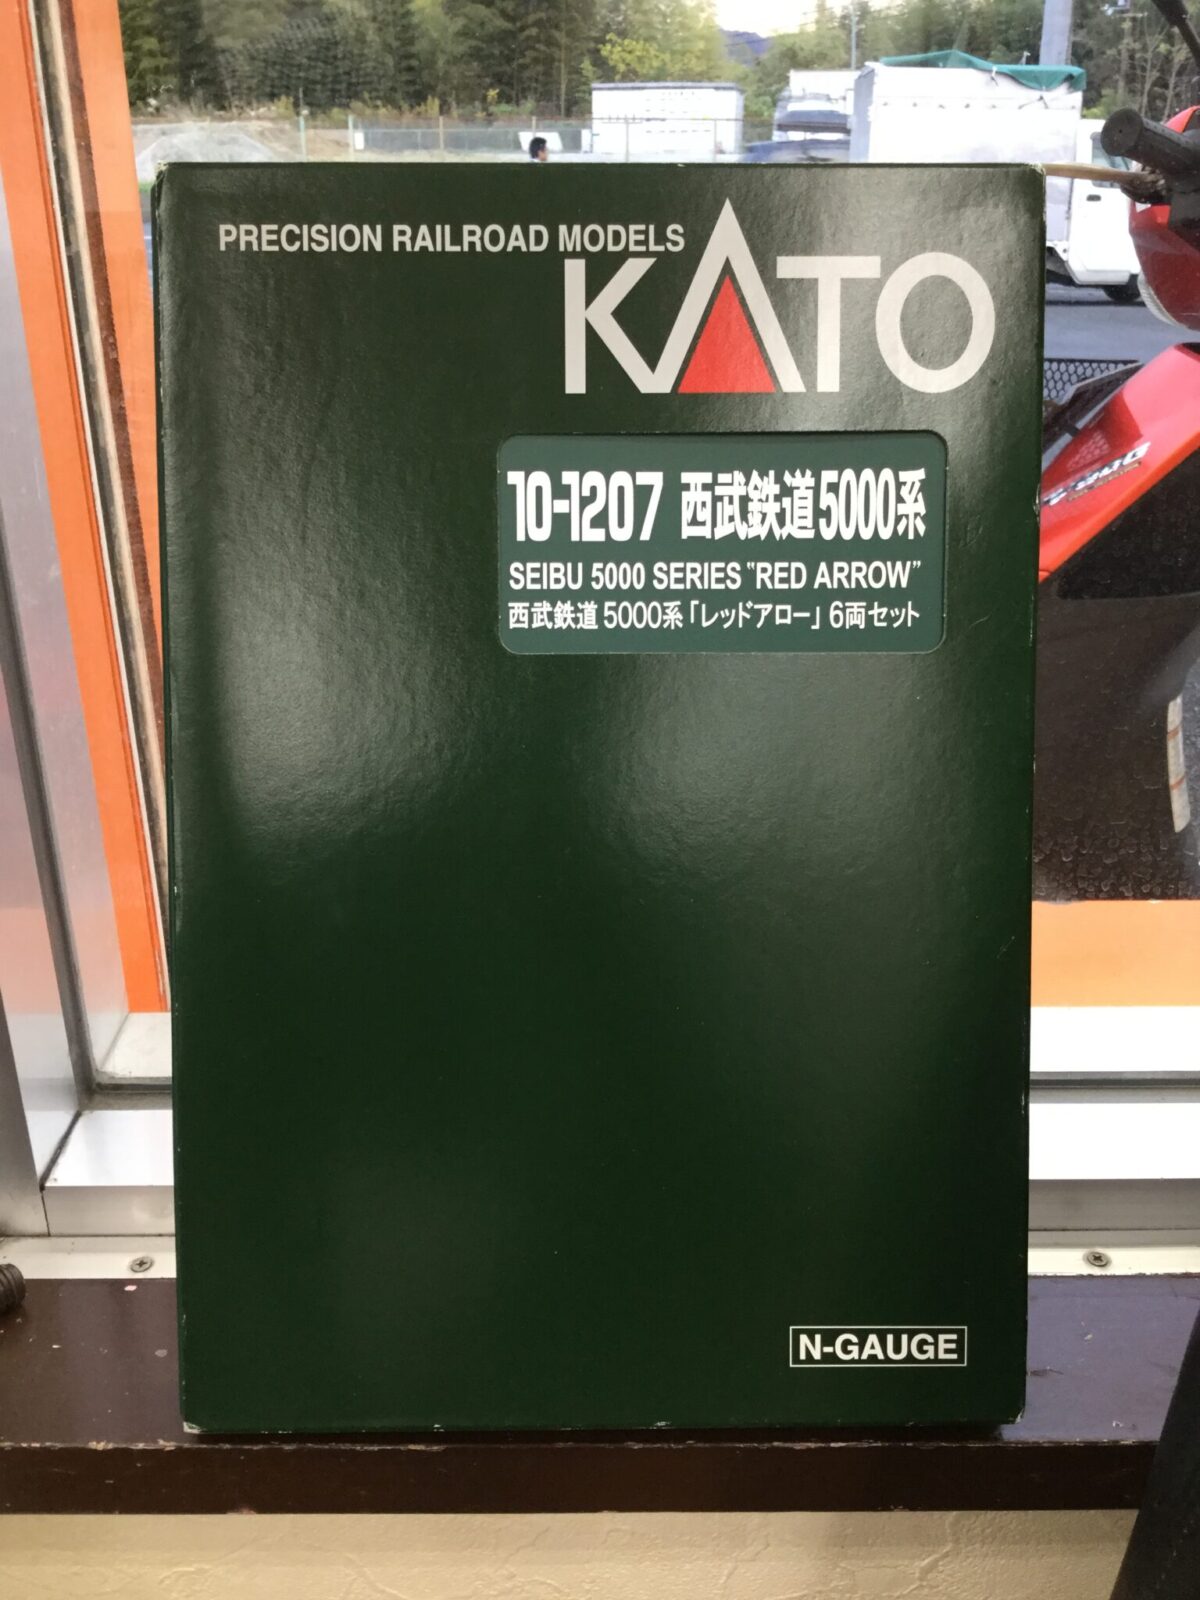 PRECISION RAILROAD MODELS
KATO
10-1207 西武鉄道5000系
SEIBU 5000 SERIES "RED ARROW"
西武鉄道5000系「レッドアロー」6両セット
N-GAUGE